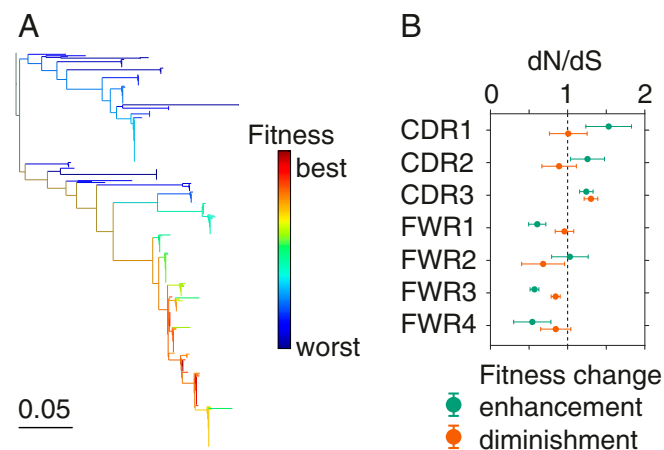 A
Fitness
best
worst
0.05
B
dN/dS
0 1 2
CDR1
CDR2
CDR3
FWR1
FWR2
FWR3
FWR4
Fitness change
enhancement
diminishment